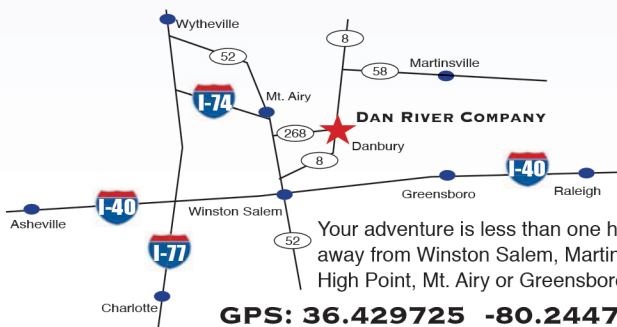 Wytheville
8
52
Martinsville
58
I-74
Mt. Airy
DAN RIVER COMPANY
268
Danbury
8
I-40
Greensboro
Raleigh
I-40
Winston Salem
Asheville
Your adventure is less than one
52
away from Winston Salem,
I-77
High Point, Mt. Airy or
Charlotte
GPS: 36.429725 -80.2447